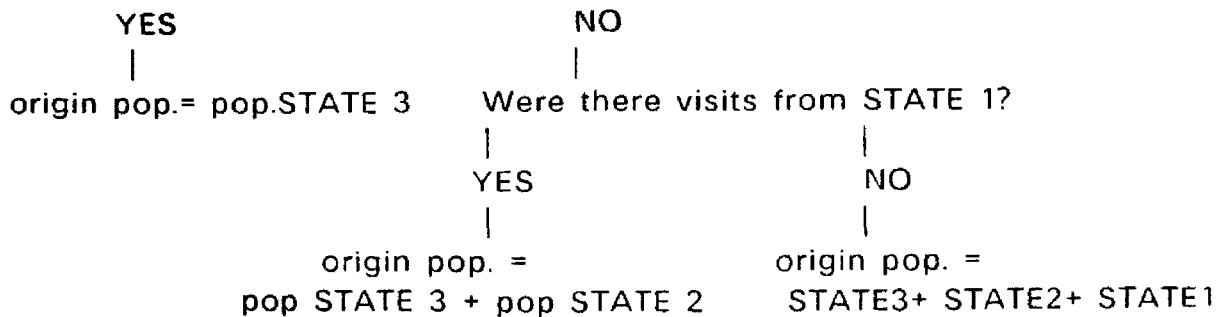 YES NO
origin pop.= pop.STATE 3 Were there visits from STATE 1?
YES NO
origin pop. = origin pop. =
pop STATE 3 + pop STATE 2 STATE3+ STATE2+ STATE1